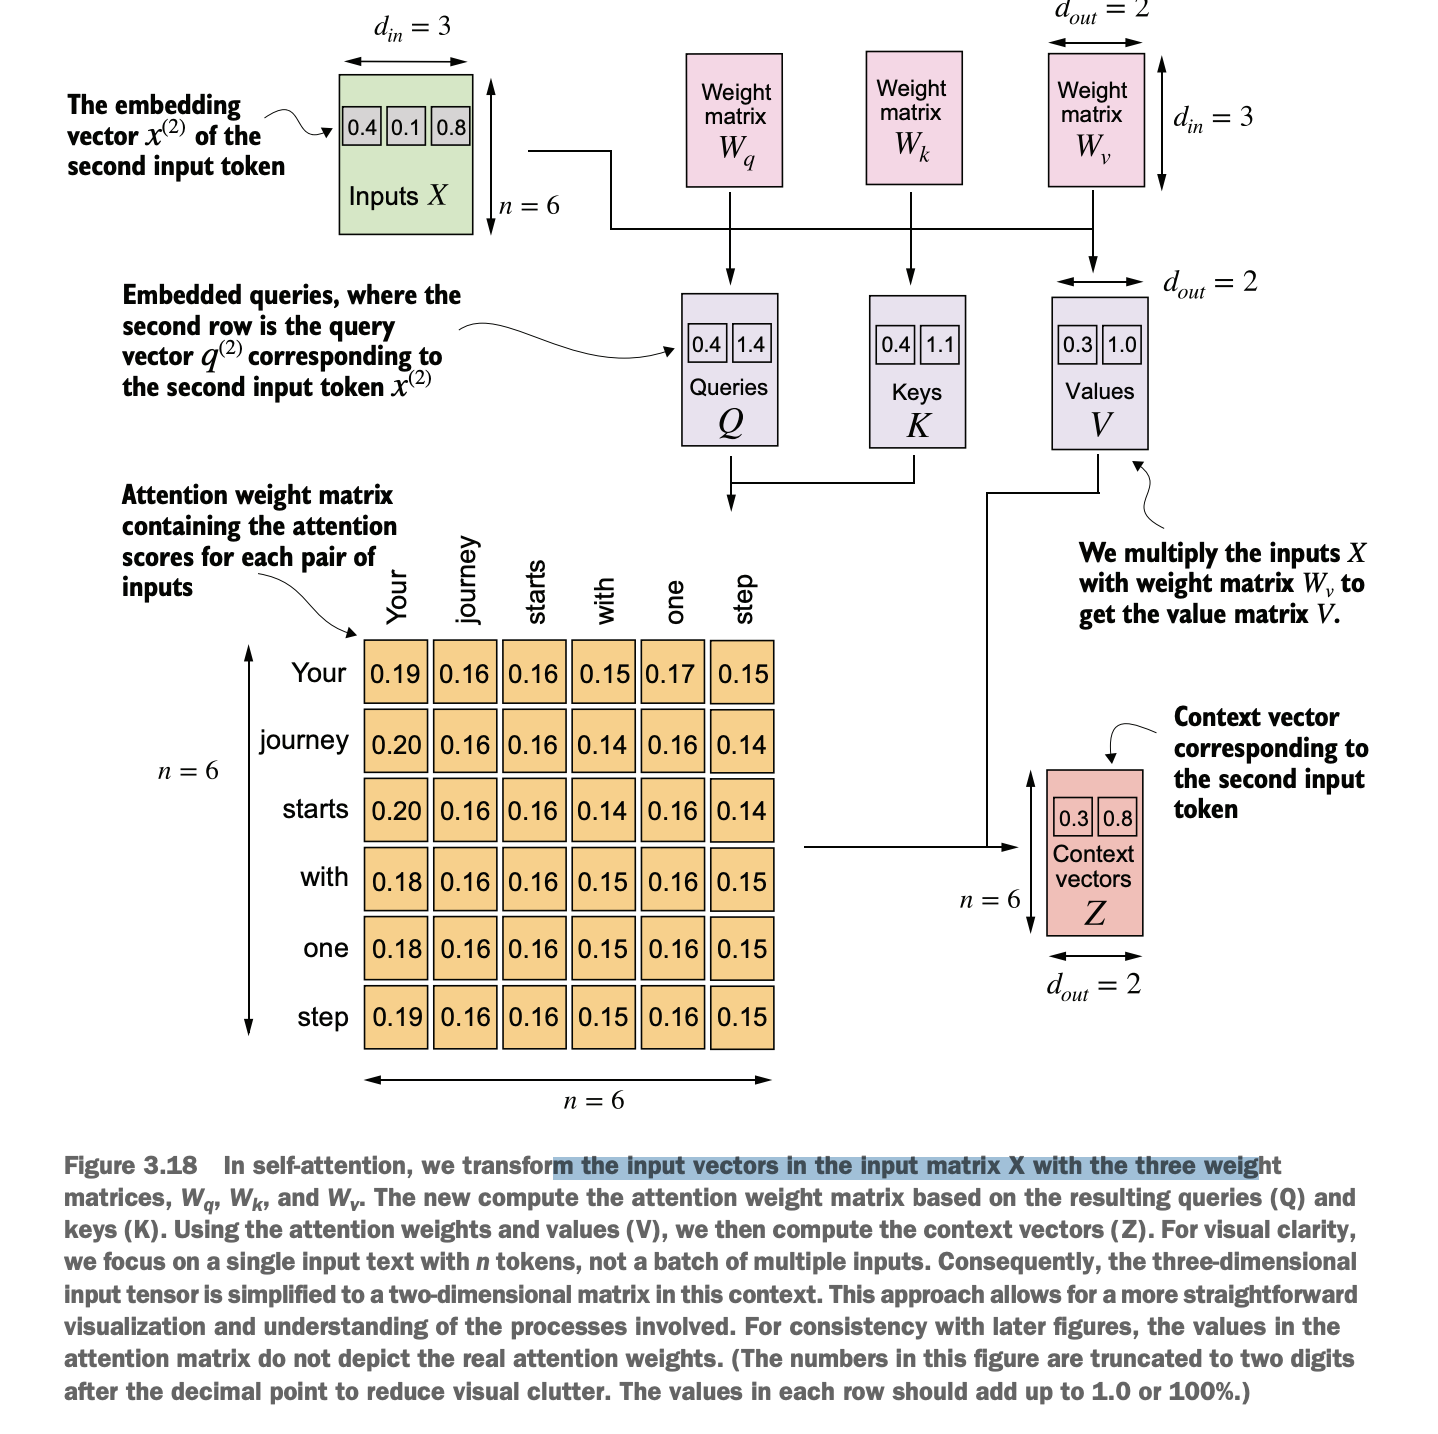 d_in = 3
d_out = 2
The embedding
vector x^(2) of the
second input token
0.4 0.1 0.8
Inputs X
n = 6
Weight
matrix
W_q
Weight
matrix
W_k
Weight
matrix
W_v
d_in = 3
Embedded queries, where the
second row is the query
vector q^(2) corresponding to
the second input token x^(2)
0.4 1.4
Queries
Q
0.4 1.1
Keys
K
d_out = 2
0.3 1.0
Values
V
Attention weight matrix
containing the attention
scores for each pair of
inputs
We multiply the inputs X
with weight matrix W_v to
get the value matrix V.
Your journey starts with one step
Your 0.19 0.16 0.16 0.15 0.17 0.15
journey 0.20 0.16 0.16 0.14 0.16 0.14
starts 0.20 0.16 0.16 0.14 0.16 0.14
with 0.18 0.16 0.16 0.15 0.16 0.15
one 0.18 0.16 0.16 0.15 0.16 0.15
step 0.19 0.16 0.16 0.15 0.16 0.15
n = 6
n = 6
Context vector
corresponding to
the second input
token
0.3 0.8
Context
vectors
Z
n = 6
d_out = 2
Figure 3.18 In self-attention, we transform the input vectors in the input matrix X with the three weight
matrices, W_q, W_k, and W_v. The new compute the attention weight matrix based on the resulting queries (Q) and
keys (K). Using the attention weights and values (V), we then compute the context vectors (Z). For visual clarity,
we focus on a single input text with n tokens, not a batch of multiple inputs. Consequently, the three-dimensional
input tensor is simplified to a two-dimensional matrix in this context. This approach allows for a more straightforward
visualization and understanding of the processes involved. For consistency with later figures, the values in the
attention matrix do not depict the real attention weights. (The numbers in this figure are truncated to two digits
after the decimal point to reduce visual clutter. The values in each row should add up to 1.0 or 100%.)